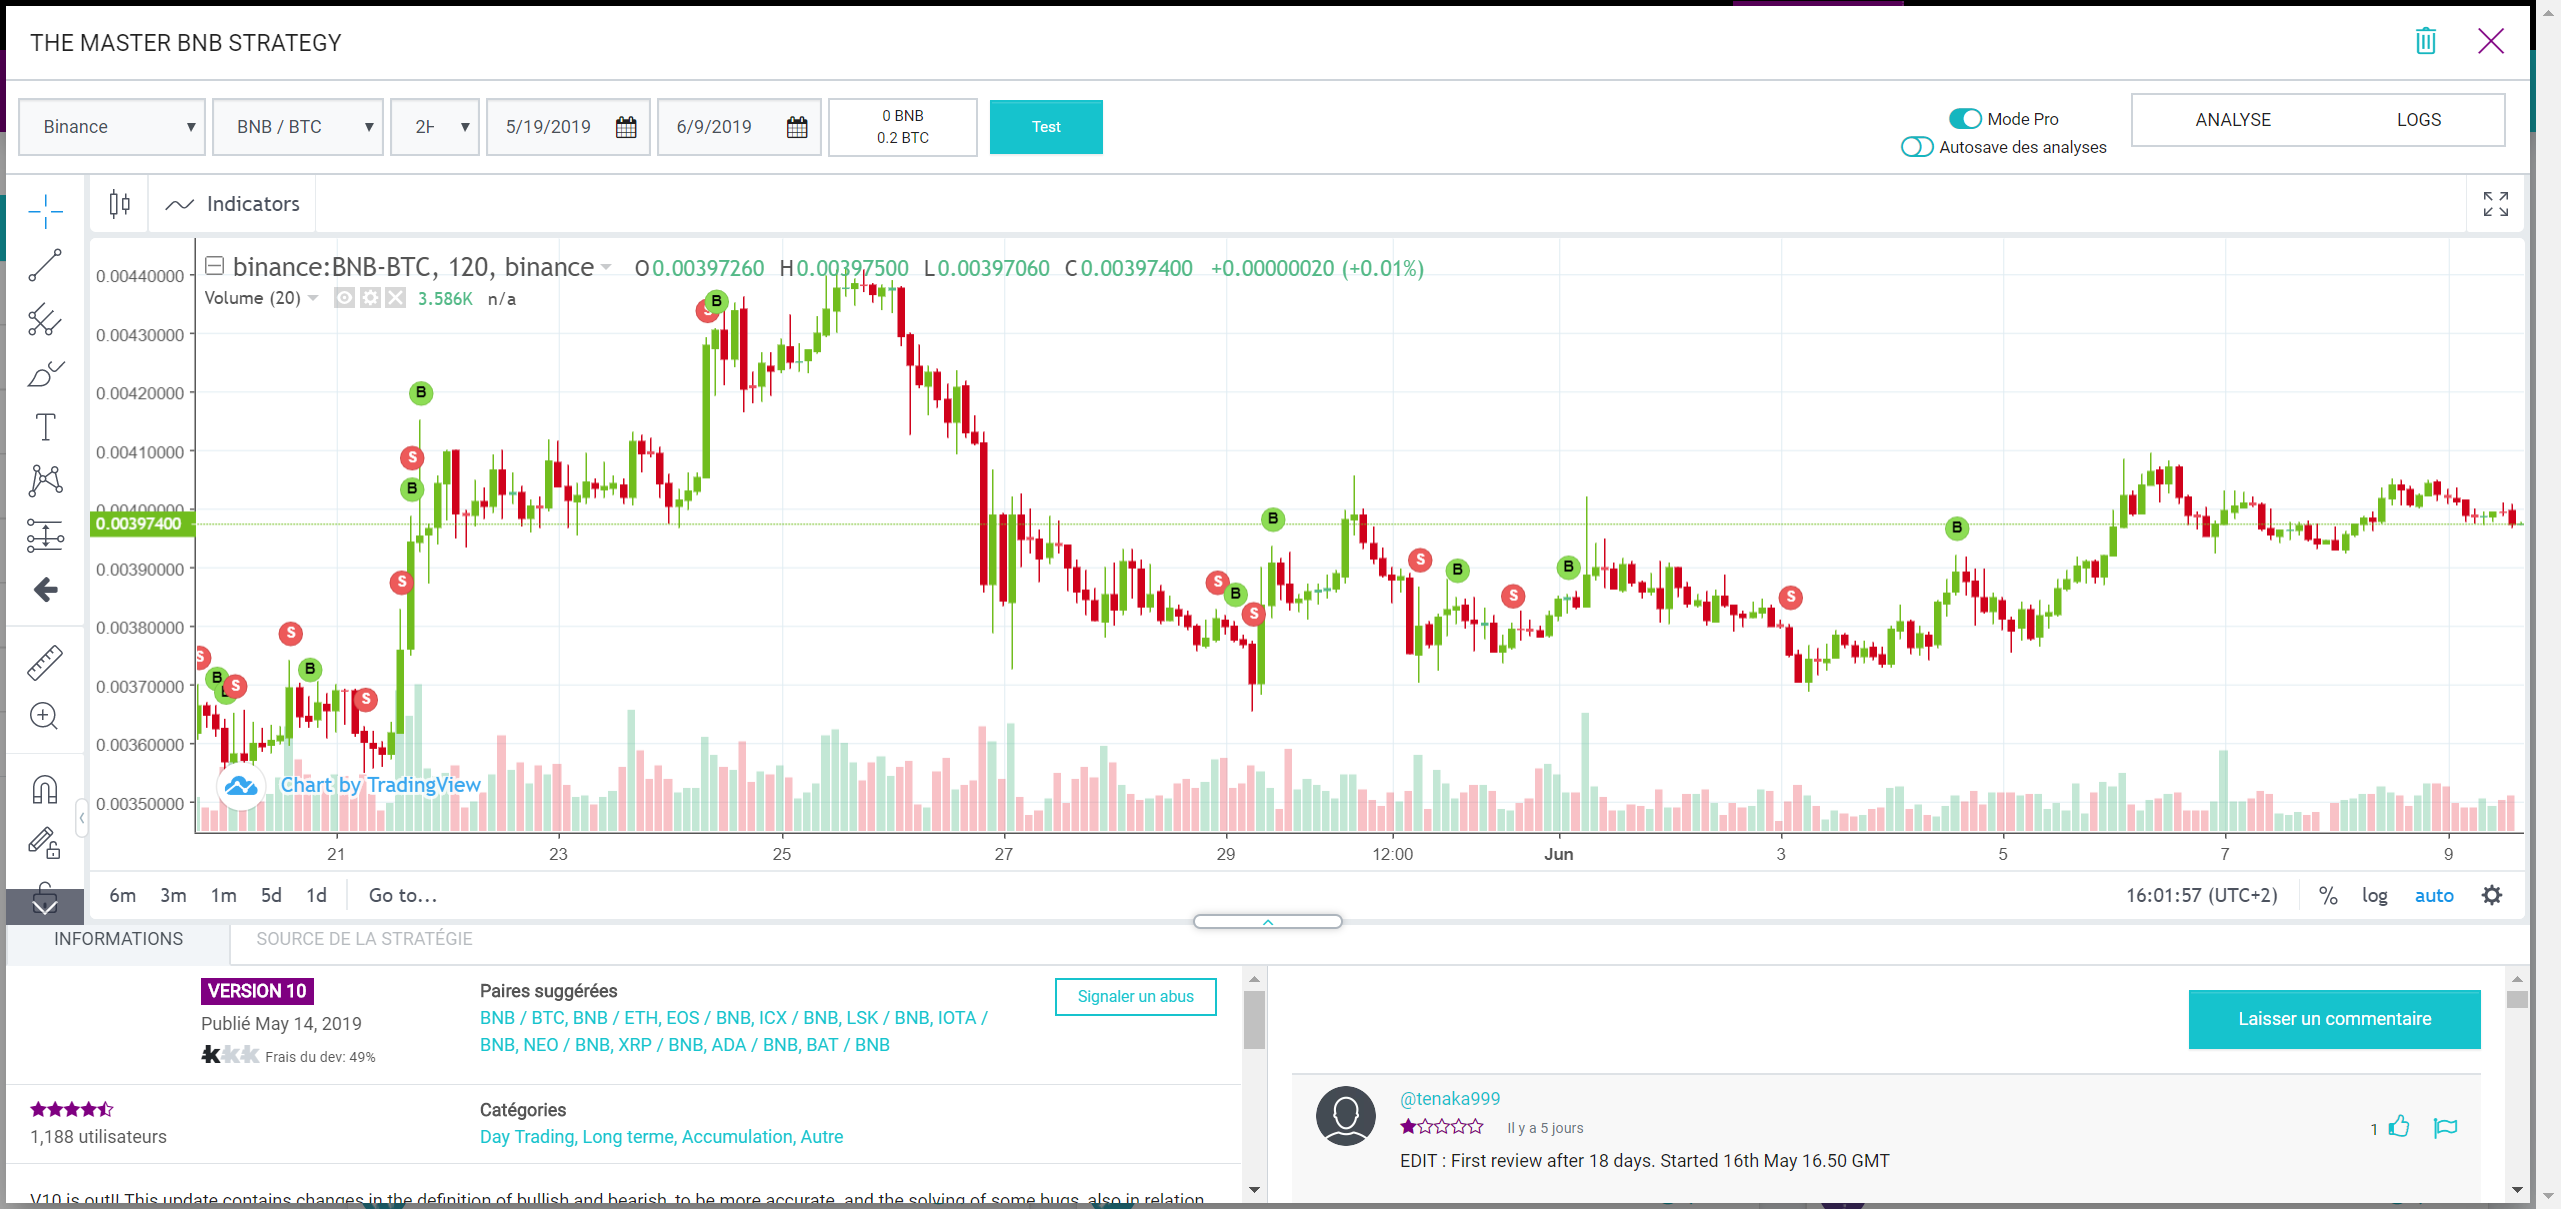 THE MASTER BNB STRATEGY
Binance
BNB / BTC
2H
5/19/2019
6/9/2019
0 BNB
0.2 BTC
Test
Mode Pro
Autosave des analyses
ANALYSE
LOGS
Indicators
binance:BNB-BTC, 120, binance O0.00397260 H0.00397500 L0.00397060 C0.00397400 +0.00000020 (+0.01%)
Volume (20) 3.586K n/a
0.00440000
0.00430000
0.00420000
0.00410000
0.00400000
0.00397400
0.00390000
0.00380000
0.00370000
0.00360000
0.00350000
S
B
B
S
S
B
S
S
B
S
B
S
B
S
B
S
B
S
B
S
B
S
B
Chart by TradingView
21 23 25 27 29 12:00 Jun 3 5 7 9
6m 3m 1m 5d 1d Go to...
16:01:57 (UTC+2) % log auto
INFORMATIONS
SOURCE DE LA STRATÉGIE
VERSION 10
Publié May 14, 2019
Frais du dev: 49%
Paires suggérées
BNB / BTC, BNB / ETH, EOS / BNB, ICX / BNB, LSK / BNB, IOTA /
BNB, NEO / BNB, XRP / BNB, ADA / BNB, BAT / BNB
Signaler un abus
1,188 utilisateurs
Catégories
Day Trading, Long terme, Accumulation, Autre
V10 is out!! This update contains changes in the definition of bullish and bearish, to be more accurate, and the solving of some bugs, also in relation
Laisser un commentaire
@tenaka999
Il y a 5 jours
1
EDIT : First review after 18 days. Started 16th May 16.50 GMT